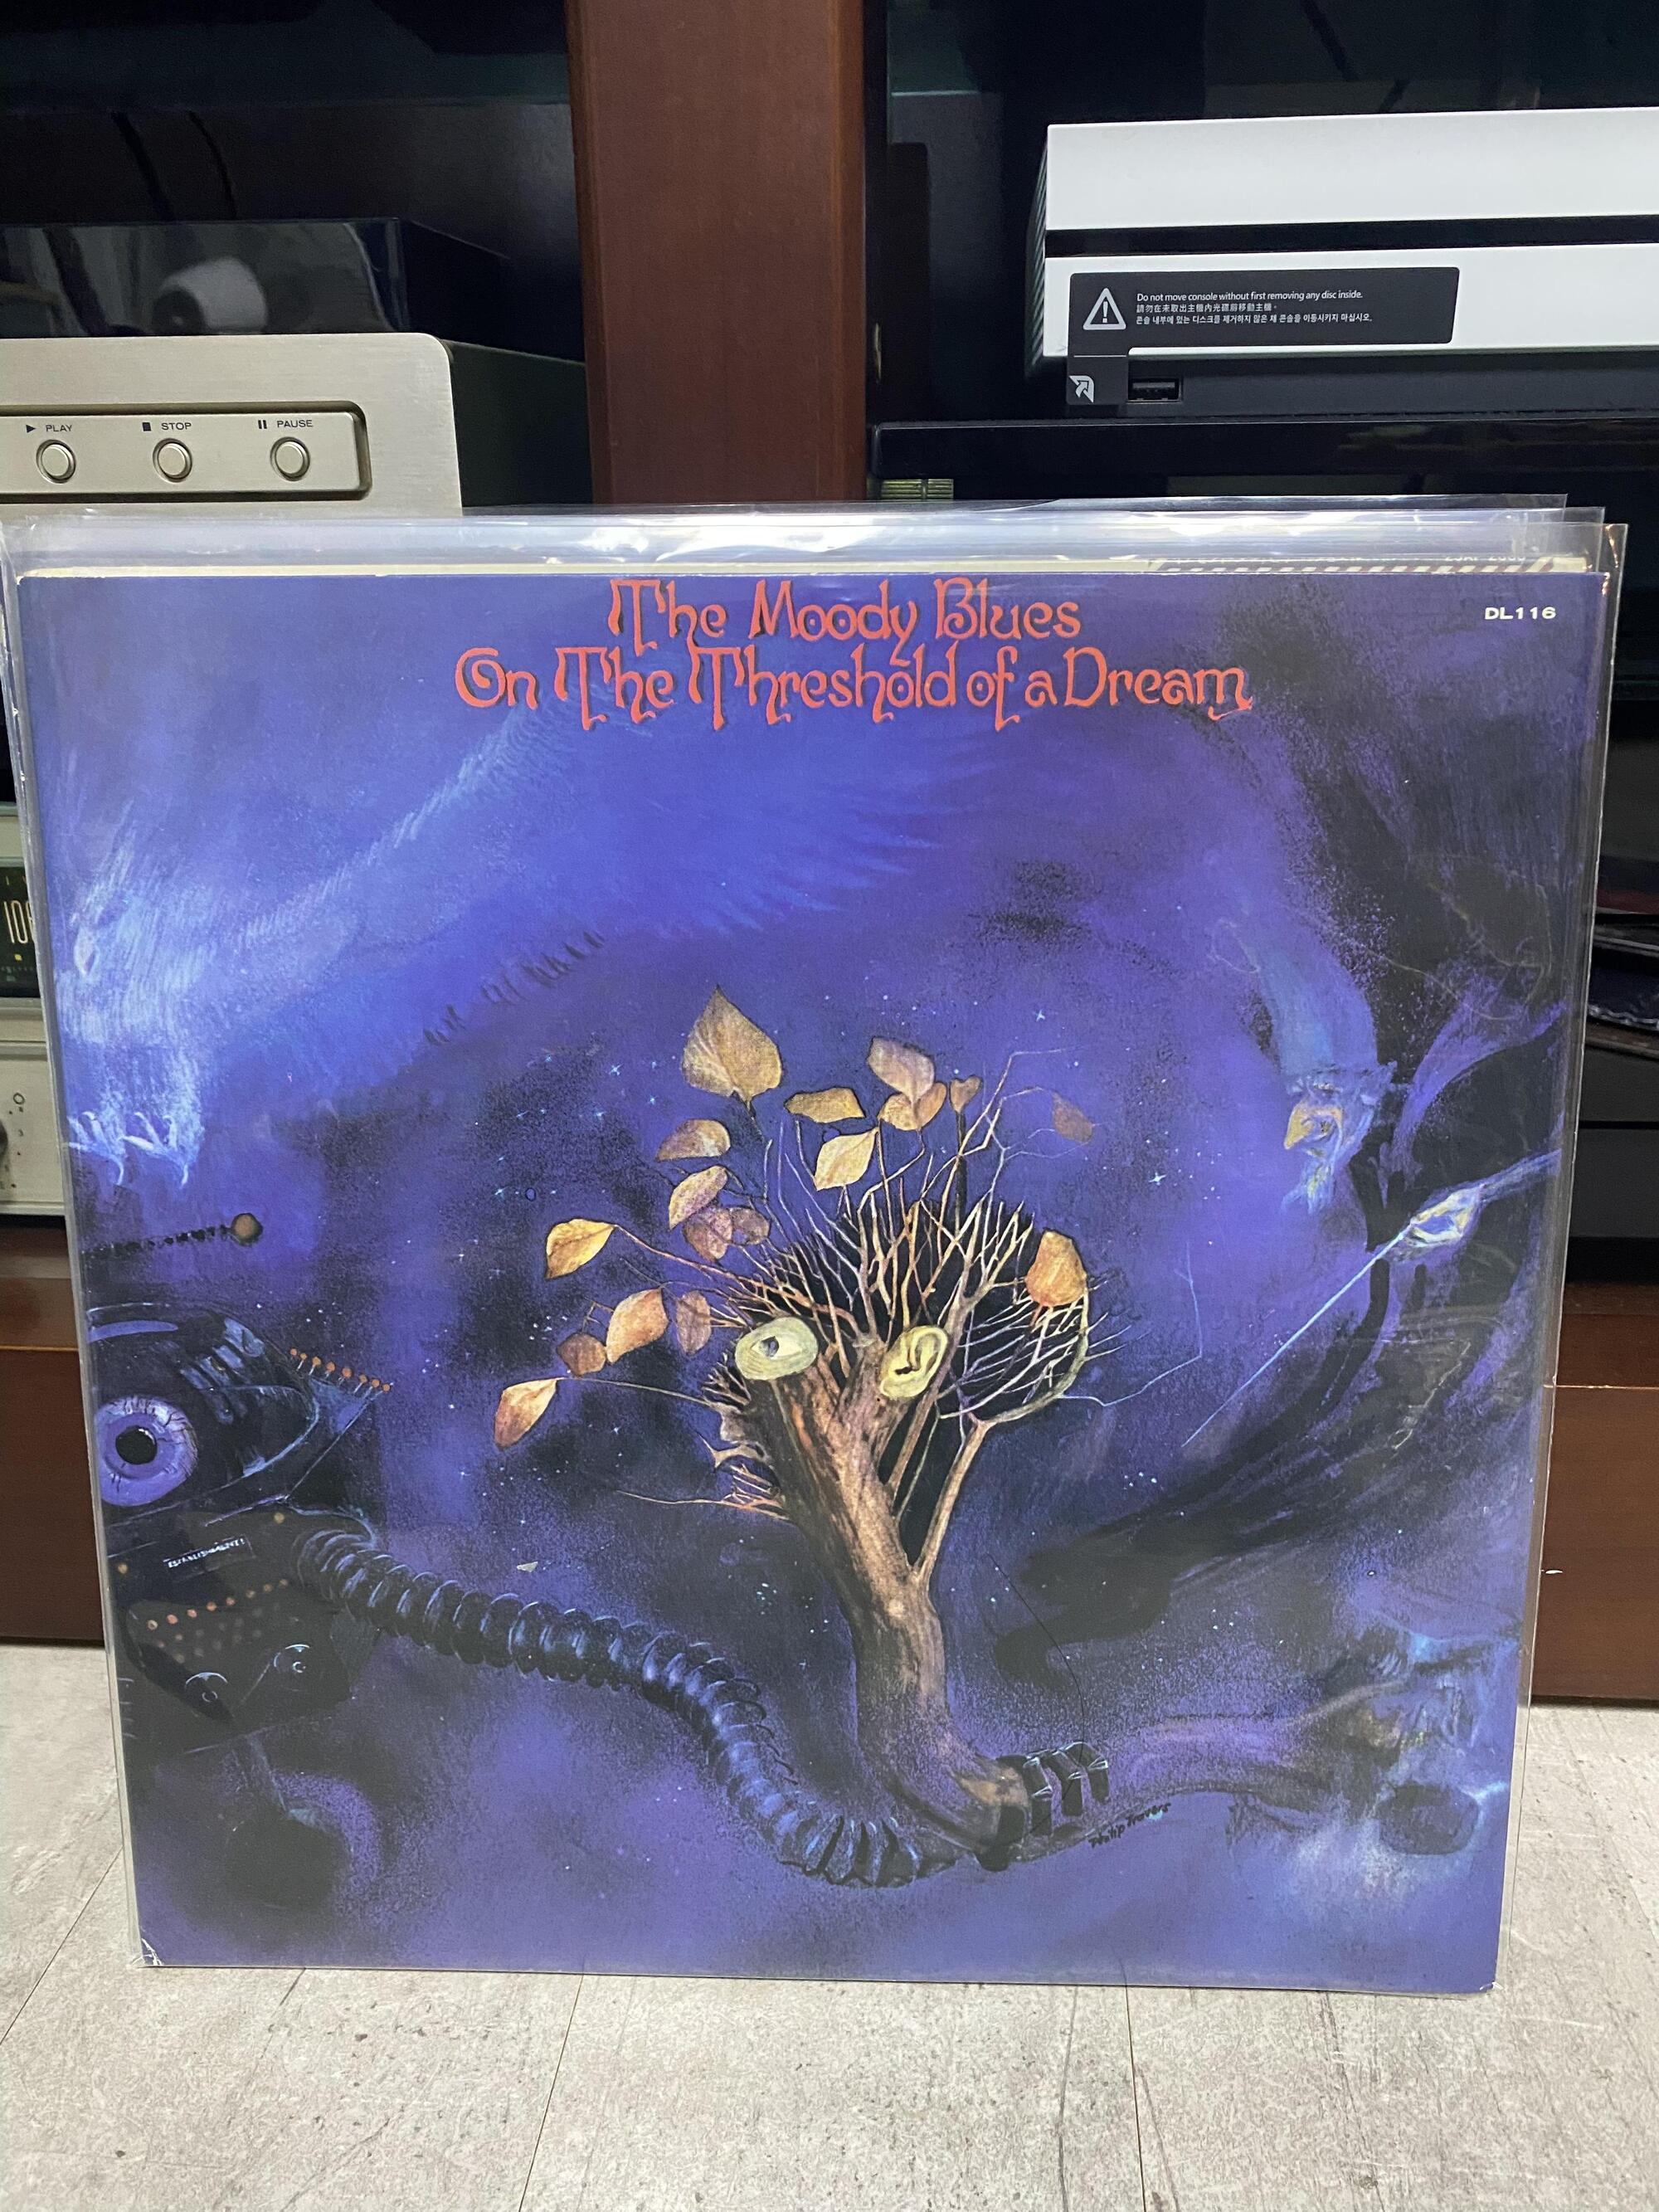 Do not move console without first removing any disc inside.
請勿在未取出主機內光碟前移動主機！
콘솔 내부에 있는 디스크를 제거하지 않은 채 콘솔을 이동시키지 마십시오.
PLAY
STOP
PAUSE
The Moody Blues
On The Threshold of a Dream
DL116
Philip Travers